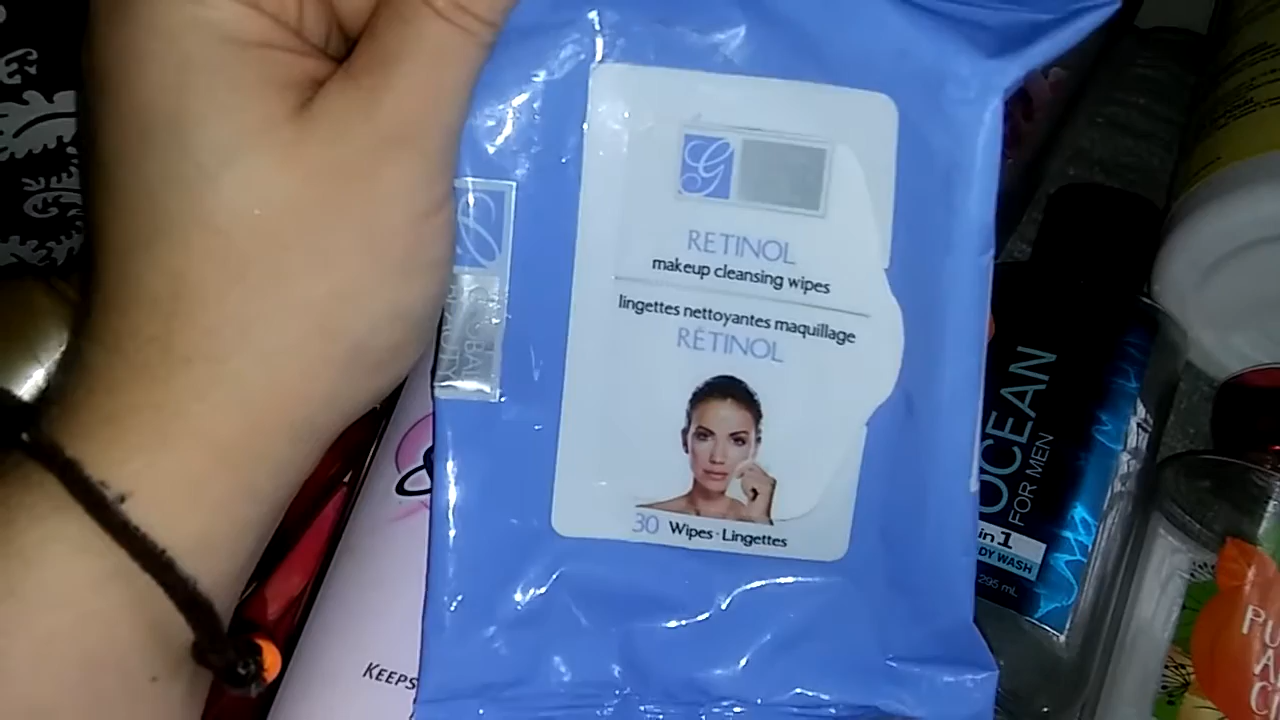 G
RETINOL
makeup cleansing wipes
lingettes nettoyantes maquillage
RÉTINOL
30 Wipes · Lingettes
OCEAN
FOR MEN
in 1
DY WASH
295 mL
KEEPS
PU